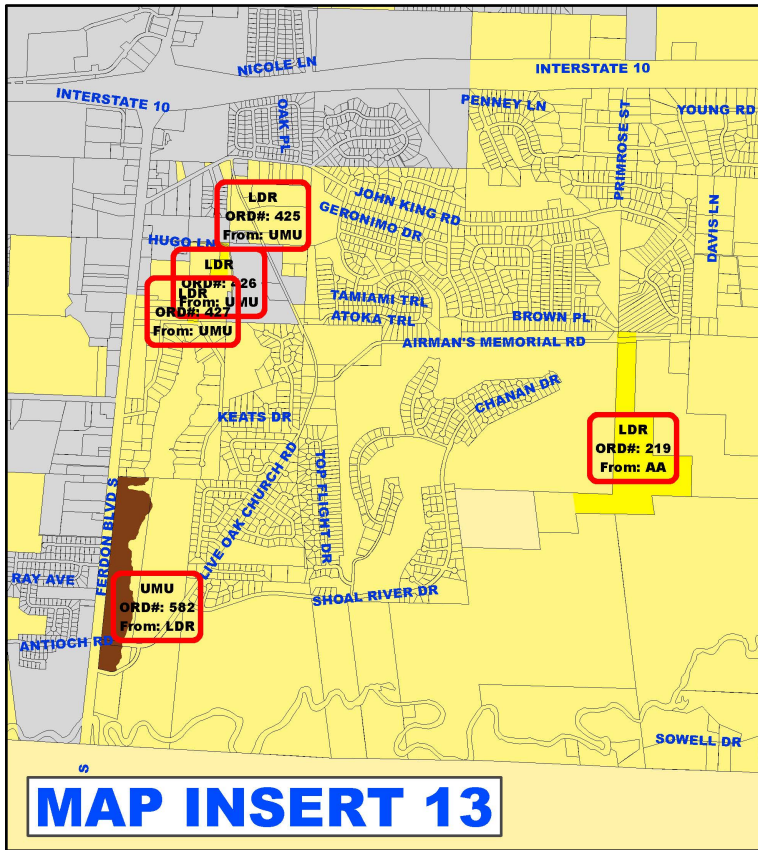 NICOLE LN
INTERSTATE 10
INTERSTATE 10
OAK PL
PENNEY LN
PRIMROSE ST
YOUNG RD
LDR
ORD#: 425
From: UMU
JOHN KING RD
GERONIMO DR
DAVIS LN
HUGO LN
LDR
ORD#: 426
From: UMU
LDR
ORD#: 427
From: UMU
TAMIAMI TRL
ATOKA TRL
BROWN PL
AIRMAN'S MEMORIAL RD
CHANAN DR
KEATS DR
LDR
ORD#: 219
From: AA
LIVE OAK CHURCH RD
TOP FLIGHT DR
FERDON BLVD S
RAY AVE
UMU
ORD#: 582
From: LDR
SHOAL RIVER DR
ANTIOCH RD
SOWELL DR
S
MAP INSERT 13